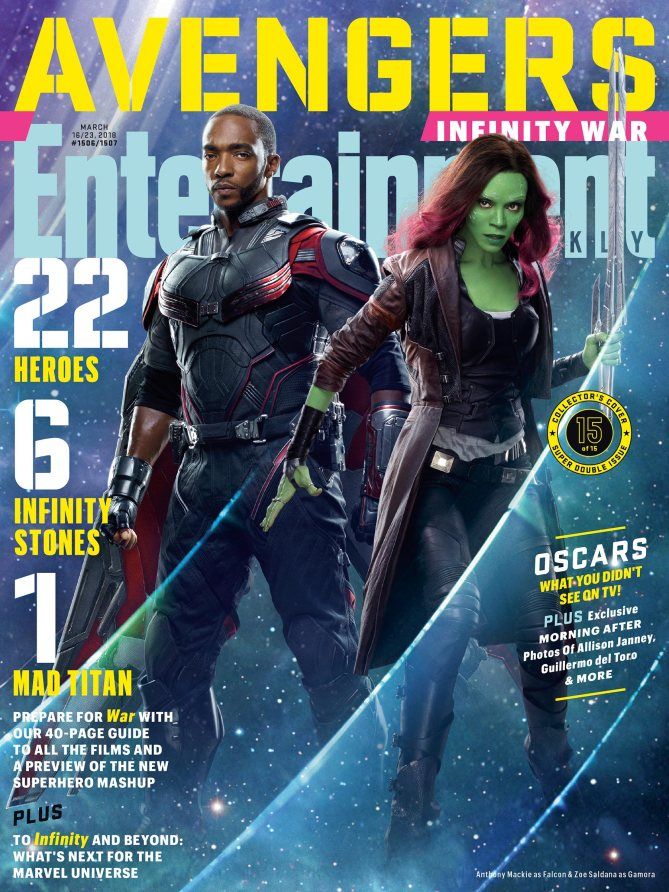 AVENGERS
INFINITY WAR
MARCH
16/23, 2018
#1506/1507
Entertainment
KLY
22
HEROES
6
INFINITY
STONES
1
MAD TITAN
PREPARE FOR War WITH
OUR 40-PAGE GUIDE
TO ALL THE FILMS AND
A PREVIEW OF THE NEW
SUPERHERO MASHUP
PLUS
TO Infinity AND BEYOND:
WHAT'S NEXT FOR THE
MARVEL UNIVERSE
COLLECTOR'S COVER
15
of 15
SUPER DOUBLE ISSUE
OSCARS
WHAT YOU DIDN'T
SEE ON TV!
PLUS Exclusive
MORNING AFTER
Photos Of Allison Janney,
Guillermo del Toro
& MORE
Anthony Mackie as Falcon & Zoe Saldana as Gamora